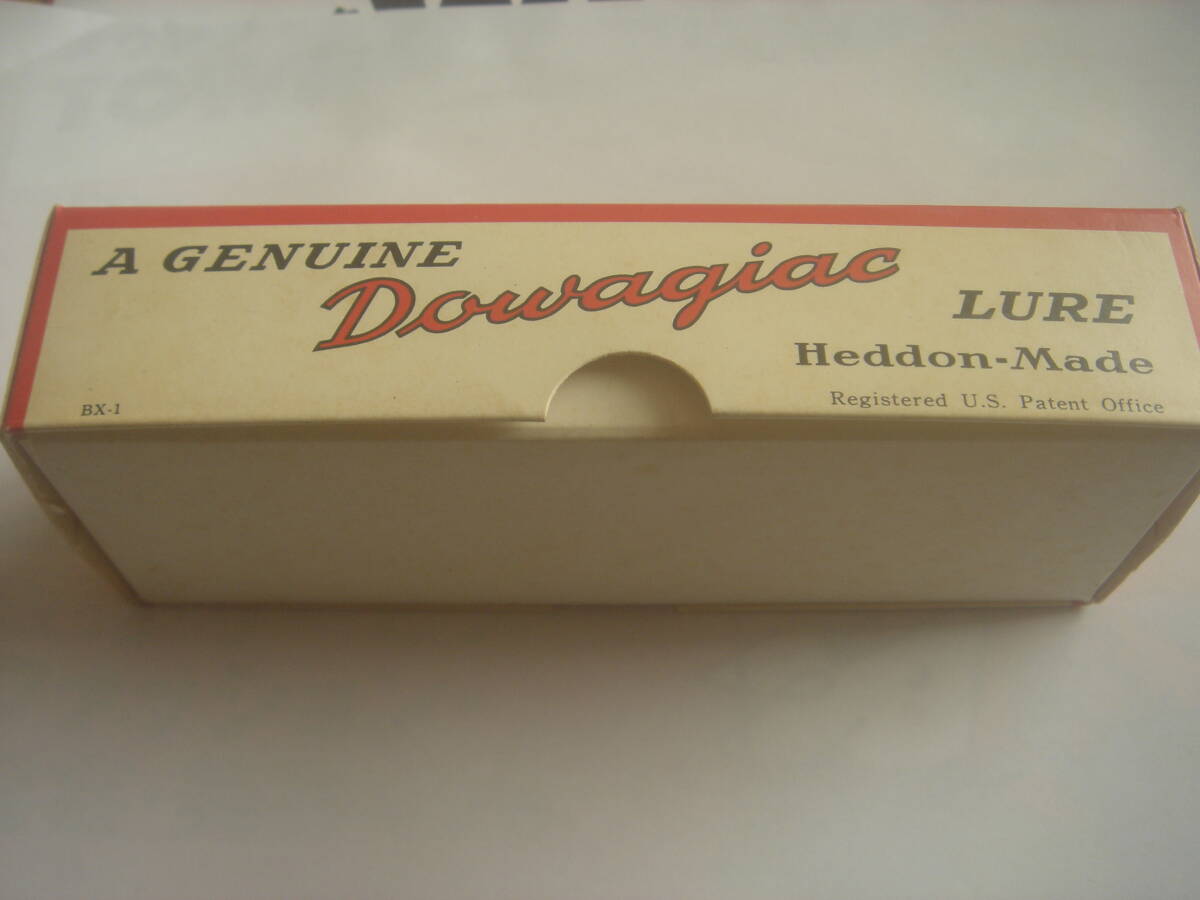 A GENUINE
Dowagiac
LURE
Heddon-Made
Registered U.S. Patent Office
BX-1